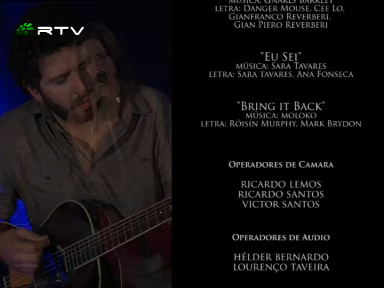 RTV
MÚSICA: GNARLS BARKLEY
LETRA: DANGER MOUSE, CEE LO,
GIANFRANCO REVERBERI,
GIAN PIERO REVERBERI
"EU SEI"
MÚSICA: SARA TAVARES
LETRA: SARA TAVARES, ANA FONSECA
"BRING IT BACK"
MÚSICA: MOLOKO
LETRA: RÓISÍN MURPHY, MARK BRYDON
OPERADORES DE CAMARA
RICARDO LEMOS
RICARDO SANTOS
VICTOR SANTOS
OPERADORES DE AUDIO
HÉLDER BERNARDO
LOURENÇO TAVEIRA